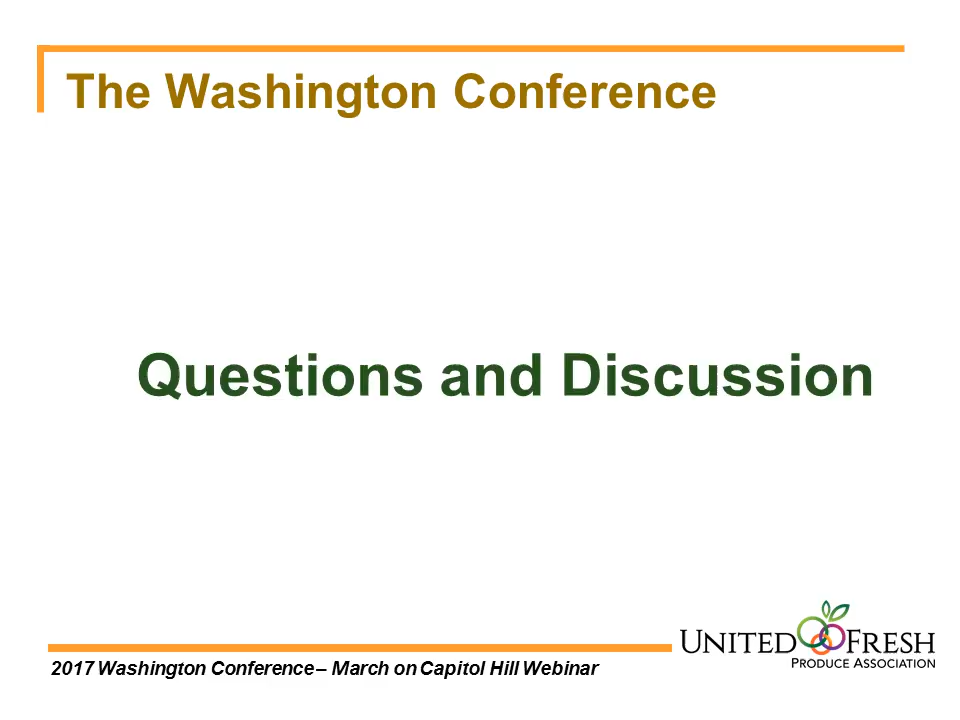 The Washington Conference
Questions and Discussion
UNITED FRESH
PRODUCE ASSOCIATION
2017 Washington Conference – March on Capitol Hill Webinar